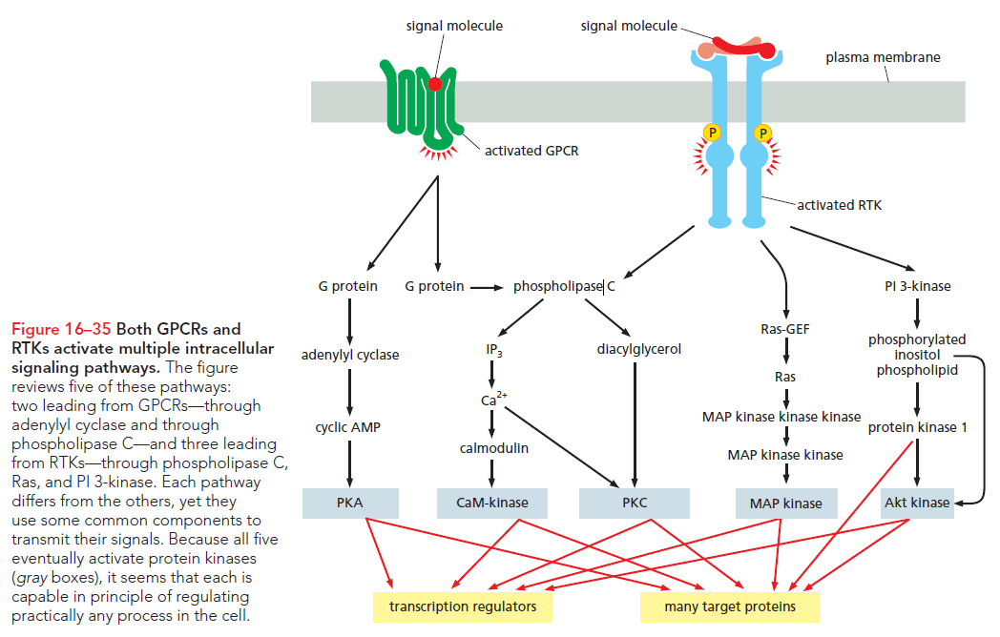 signal molecule
signal molecule
plasma membrane
P
P
activated GPCR
activated RTK
G protein
G protein
phospholipase C
PI 3-kinase
Ras-GEF
adenylyl cyclase
IP3
diacylglycerol
phosphorylated
inositol
phospholipid
Ras
Ca2+
cyclic AMP
MAP kinase kinase kinase
protein kinase 1
calmodulin
MAP kinase kinase
PKA
CaM-kinase
PKC
MAP kinase
Akt kinase
transcription regulators
many target proteins
Figure 16–35 Both GPCRs and
RTKs activate multiple intracellular
signaling pathways. The figure
reviews five of these pathways:
two leading from GPCRs—through
adenylyl cyclase and through
phospholipase C—and three leading
from RTKs—through phospholipase C,
Ras, and PI 3-kinase. Each pathway
differs from the others, yet they
use some common components to
transmit their signals. Because all five
eventually activate protein kinases
(gray boxes), it seems that each is
capable in principle of regulating
practically any process in the cell.